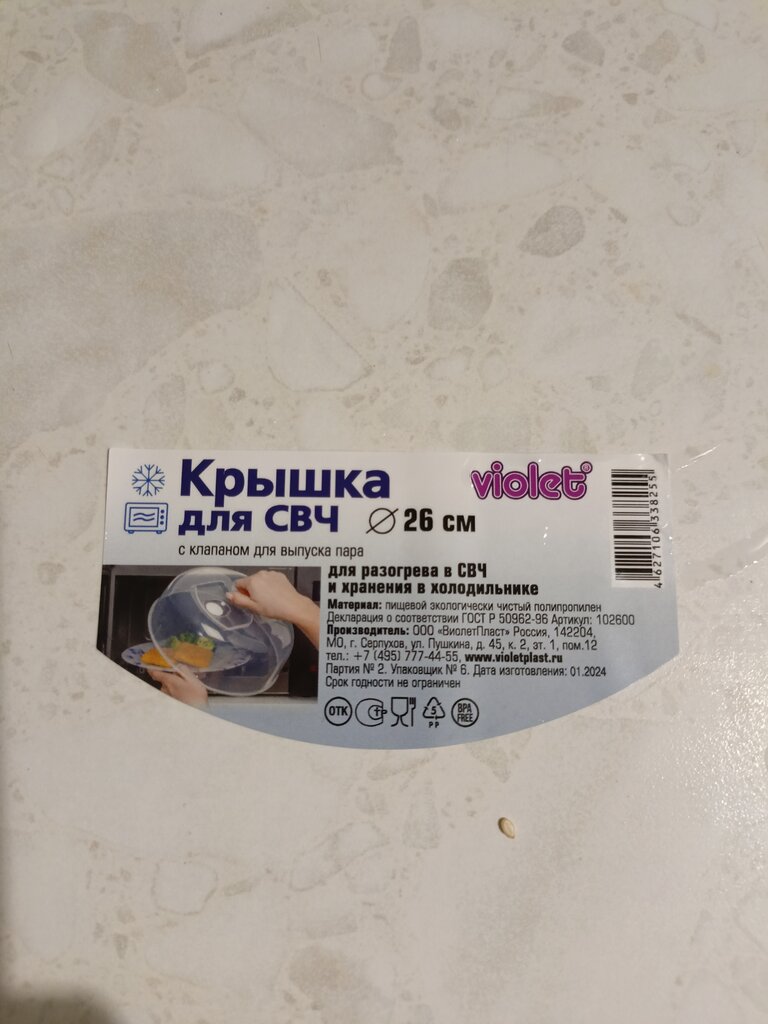 Крышка
для СВЧ ⌀ 26 см
violet®
с клапаном для выпуска пара
для разогрева в СВЧ
и хранения в холодильнике
Материал: пищевой экологически чистый полипропилен
Декларация о соответствии ГОСТ Р 50962-96 Артикул: 102600
Производитель: ООО «ВиолетПласт» Россия, 142204,
МО, г. Серпухов, ул. Пушкина, д. 45, к. 2, эт. 1, пом.12
тел.: +7 (495) 777-44-55, www.violetplast.ru
Партия № 2. Упаковщик № 6. Дата изготовления: 01.2024
Срок годности не ограничен
ОТК
5
PP
BPA
FREE
4 627106 338255